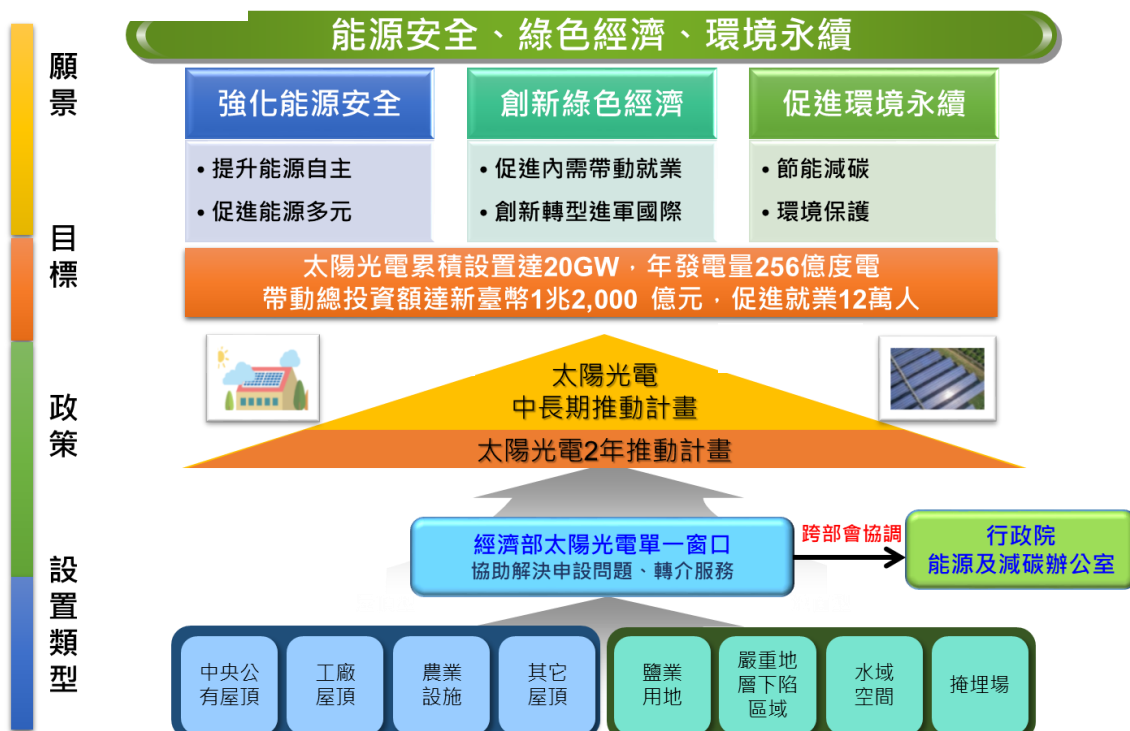 能源安全、綠色經濟、環境永續
願景
強化能源安全
創新綠色經濟
促進環境永續
• 提升能源自主
• 促進能源多元
• 促進內需帶動就業
• 創新轉型進軍國際
• 節能減碳
• 環境保護
目標
太陽光電累積設置達20GW，年發電量256億度電
帶動總投資額達新臺幣1兆2,000 億元，促進就業12萬人
政策
太陽光電
中長期推動計畫
太陽光電2年推動計畫
經濟部太陽光電單一窗口
協助解決申設問題、轉介服務
跨部會協調
行政院
能源及減碳辦公室
設置類型
中央公
有屋頂
工廠
屋頂
農業
設施
其它
屋頂
鹽業
用地
嚴重地
層下陷
區域
水域
空間
掩埋場